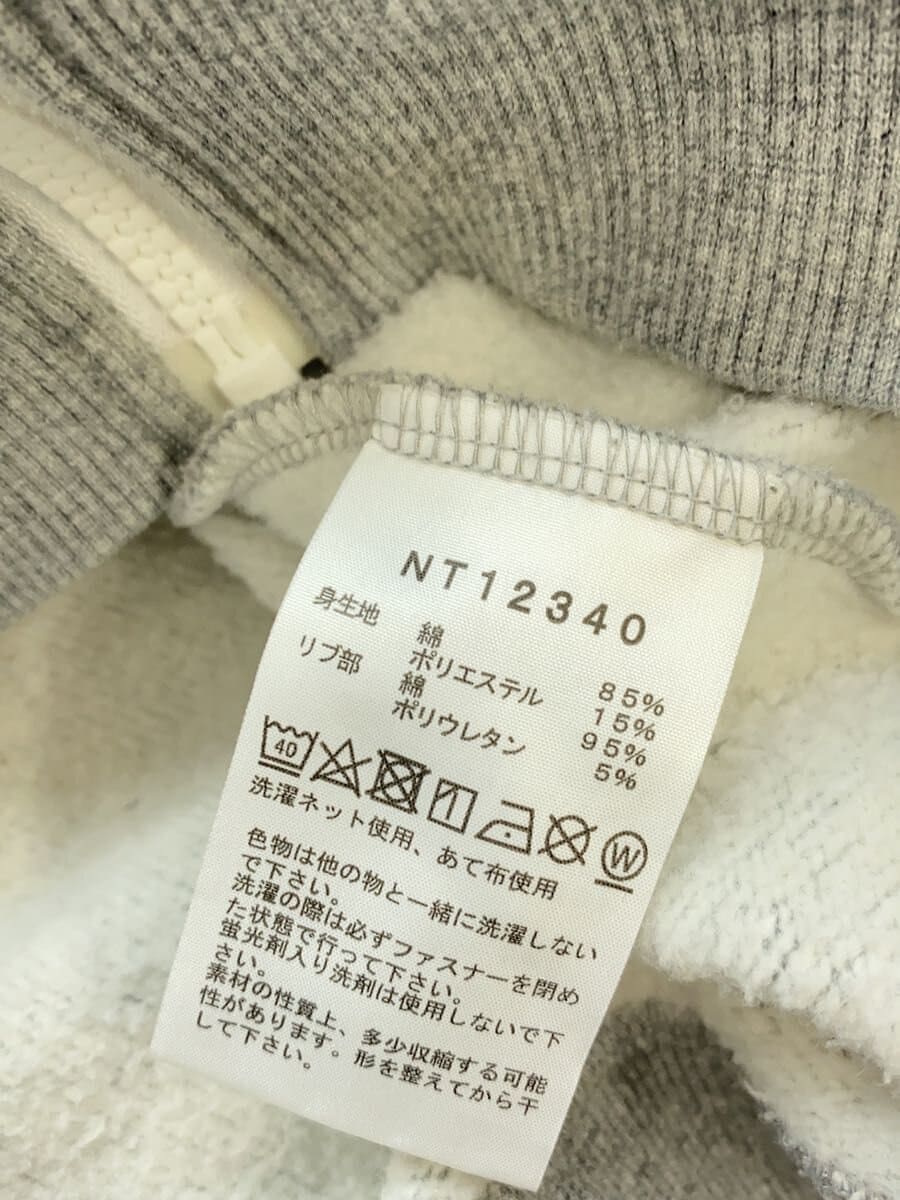 NT12340
身生地 綿 85%
ポリエステル 15%
リブ部 綿 95%
ポリウレタン 5%
40 W
洗濯ネット使用、あて布使用
色物は他の物と一緒に洗濯しない
で下さい。
洗濯の際は必ずファスナーを閉め
た状態で行って下さい。
蛍光剤入り洗剤は使用しないで下
さい。
素材の性質上、多少収縮する可能
性があります。形を整えてから干
して下さい。